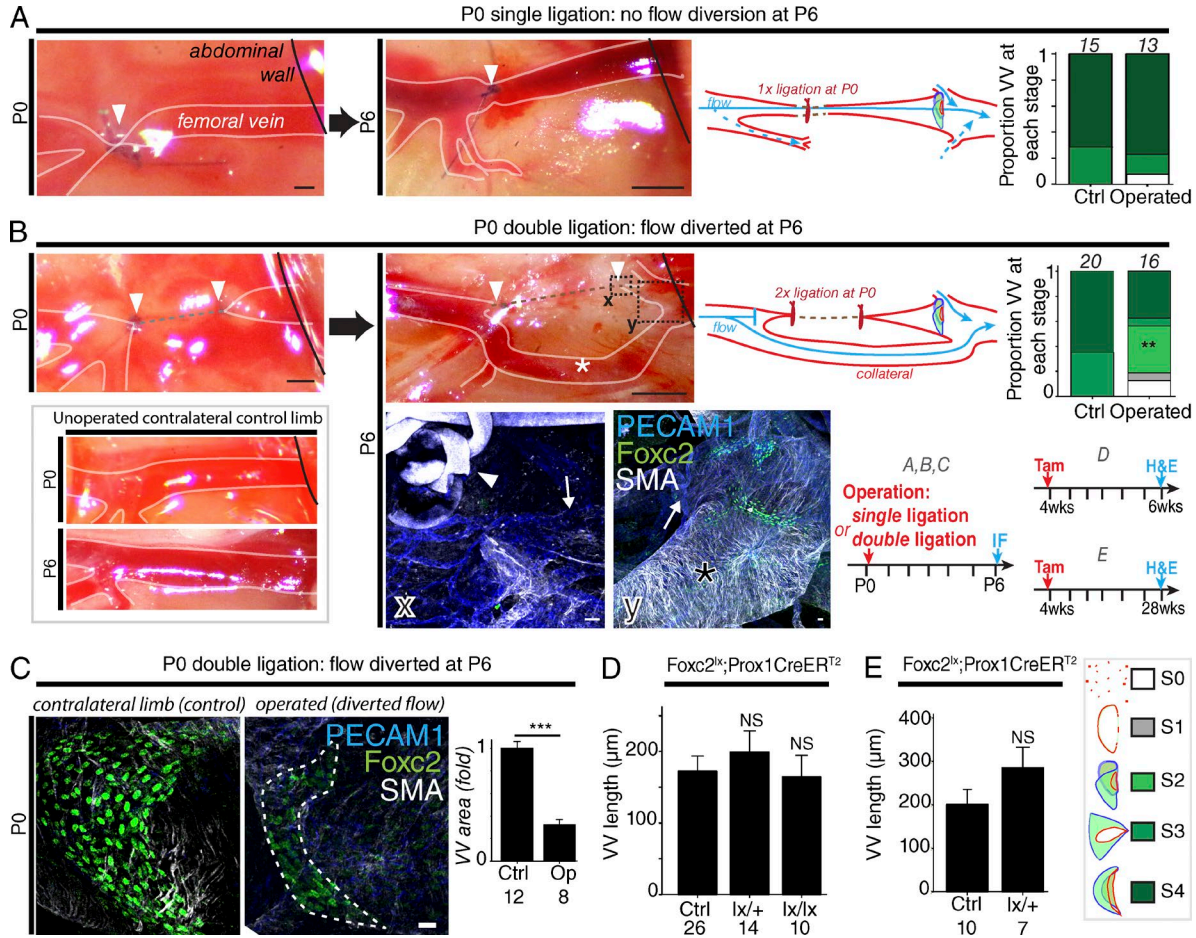 A
P0 single ligation: no flow diversion at P6
P0
abdominal
wall
femoral vein
P6
1x ligation at P0
flow
Proportion VV at
each stage
1
0
15
13
Ctrl
Operated
B
P0 double ligation: flow diverted at P6
P0
P6
x
y
*
2x ligation at P0
flow
collateral
Proportion VV at
each stage
1
0
20
16
**
Ctrl
Operated
Unoperated contralateral control limb
P0
P6
P6
x
PECAM1
Foxc2
SMA
*
y
A,B,C
Operation:
single ligation
or double ligation
IF
P0
P6
D
Tam
H&E
4wks
6wks
E
Tam
H&E
4wks
28wks
C
P0 double ligation: flow diverted at P6
contralateral limb (control)
operated (diverted flow)
P0
PECAM1
Foxc2
SMA
VV area (fold)
1
0
***
Ctrl
Op
12
8
D
Foxc2lx;Prox1CreERT2
VV length (µm)
200
100
0
NS
NS
Ctrl
lx/+
lx/lx
26
14
10
E
Foxc2lx;Prox1CreERT2
VV length (µm)
400
300
200
100
0
NS
Ctrl
lx/+
10
7
S0
S1
S2
S3
S4